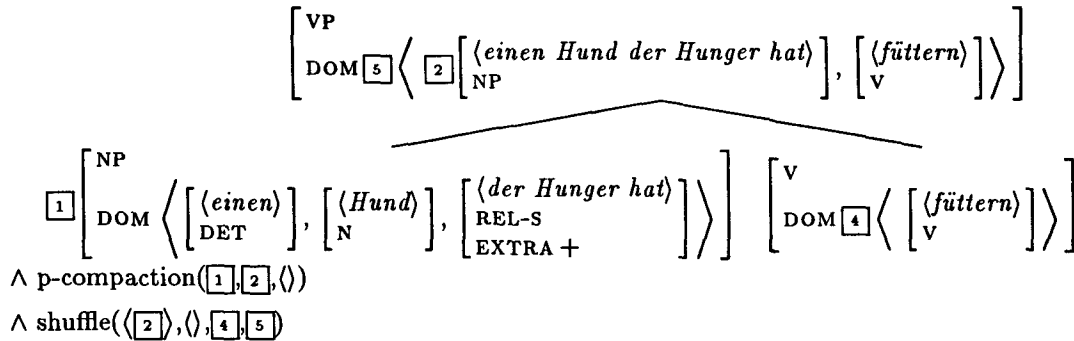 VP
DOM 5 ⟨ 2 [⟨einen Hund der Hunger hat⟩ NP], [⟨füttern⟩ V] ⟩
1 [NP DOM ⟨ [⟨einen⟩ DET], [⟨Hund⟩ N], [⟨der Hunger hat⟩ REL-S EXTRA +] ⟩] [V DOM 4 ⟨ [⟨füttern⟩ V] ⟩]
∧ p-compaction(1,2,⟨⟩)
∧ shuffle(⟨2⟩,⟨⟩,4,5)